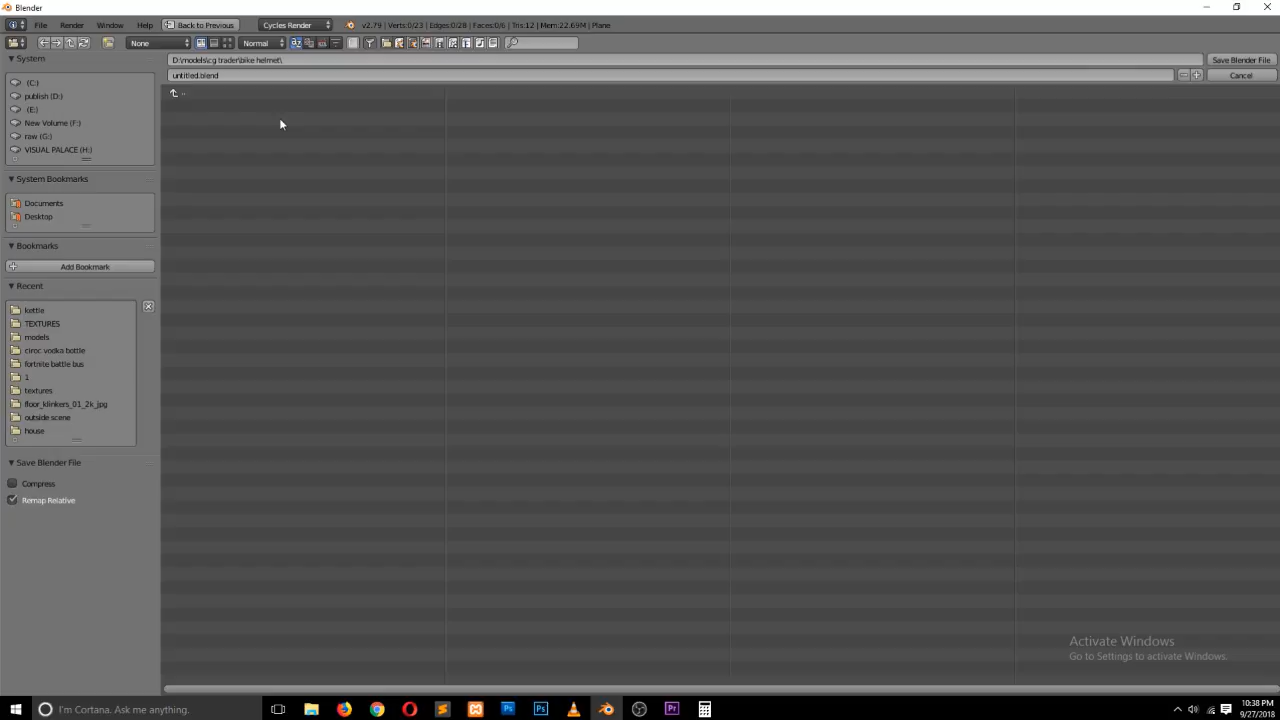 Blender
File Render Window Help Back to Previous Cycles Render v2.79 | Verts:0/23 | Edges:0/28 | Faces:0/6 | Tris:12 | Mem:22.69M | Plane
None Normal
System
D:\models\cg trader\bike helmet\ Save Blender File
untitled.blend Cancel
(C:)
..
publish (D:)
(E:)
New Volume (F:)
raw (G:)
VISUAL PALACE (H:)
System Bookmarks
Documents
Desktop
Bookmarks
Add Bookmark
Recent
kettle
TEXTURES
models
ciroc vodka bottle
fortnite battle bus
1
textures
floor_klinkers_01_2k_jpg
outside scene
house
Save Blender File
Compress
Remap Relative
Activate Windows
Go to Settings to activate Windows.
I'm Cortana. Ask me anything.
10:38 PM
9/27/2018